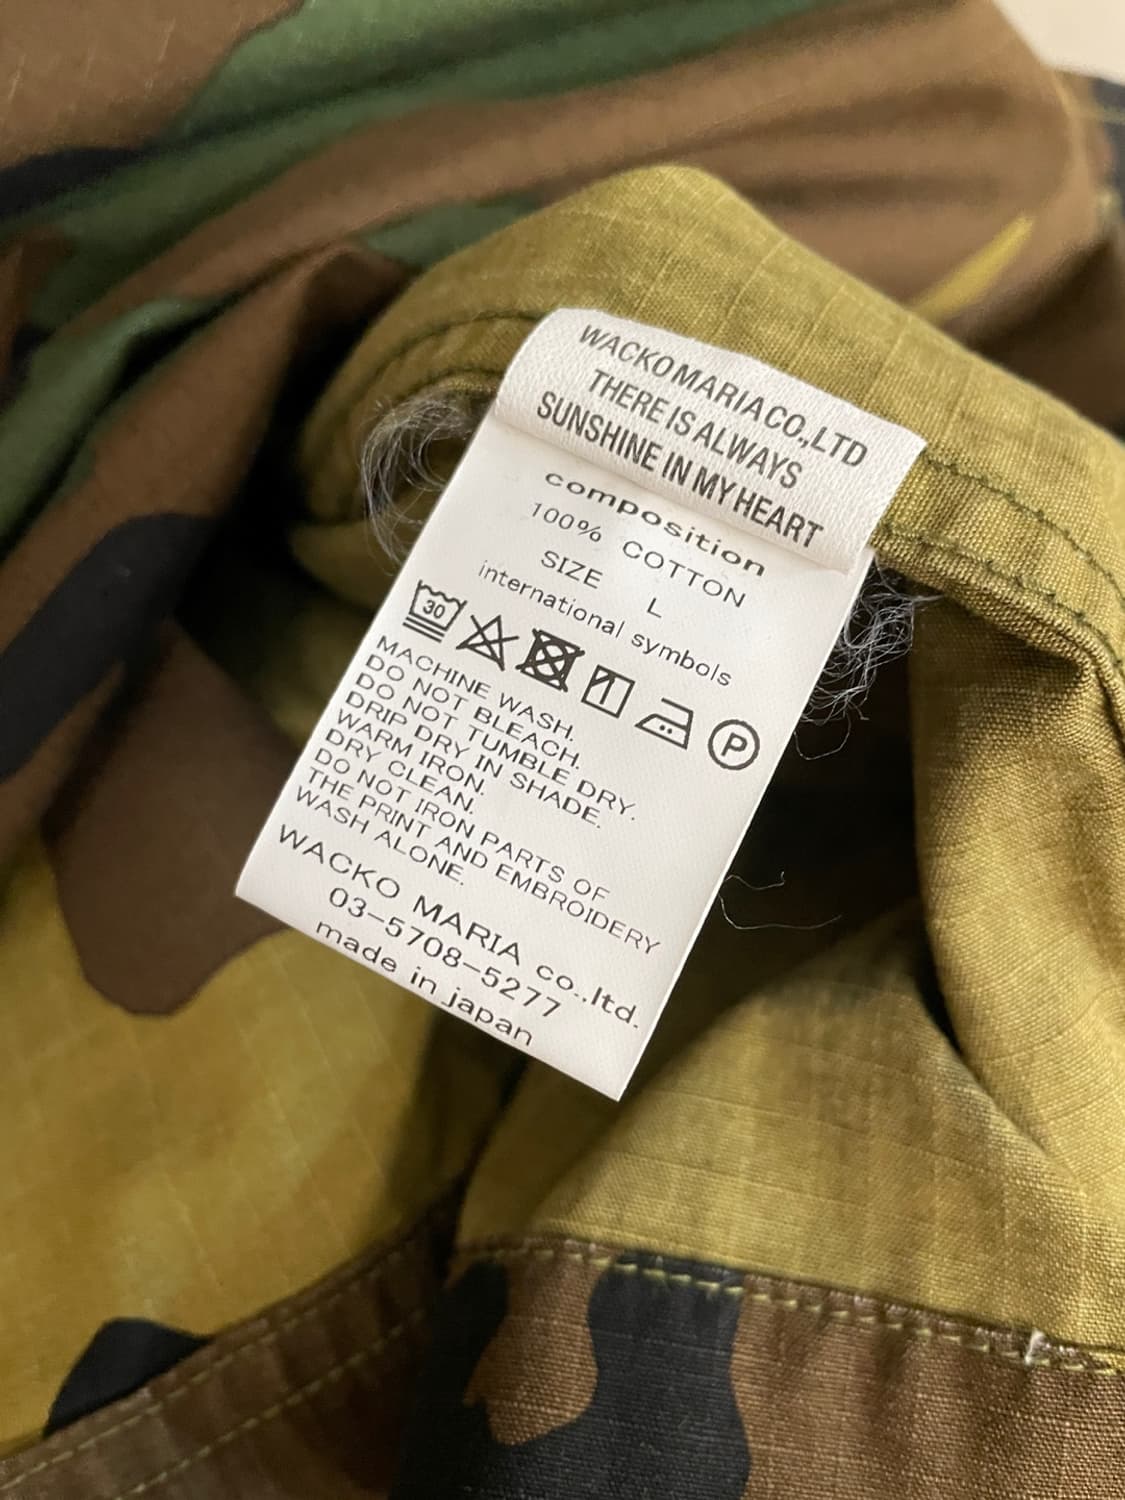 WACKOMARIA CO.,LTD
THERE IS ALWAYS
SUNSHINE IN MY HEART
composition
100% COTTON
SIZE L
international symbols
30 P
MACHINE WASH.
DO NOT BLEACH.
DO NOT TUMBLE DRY.
DRIP DRY IN SHADE.
WARM IRON.
DRY CLEAN.
DO NOT IRON PARTS OF
THE PRINT AND EMBROIDERY
WASH ALONE.
WACKO MARIA co.,ltd.
03-5708-5277
made in japan